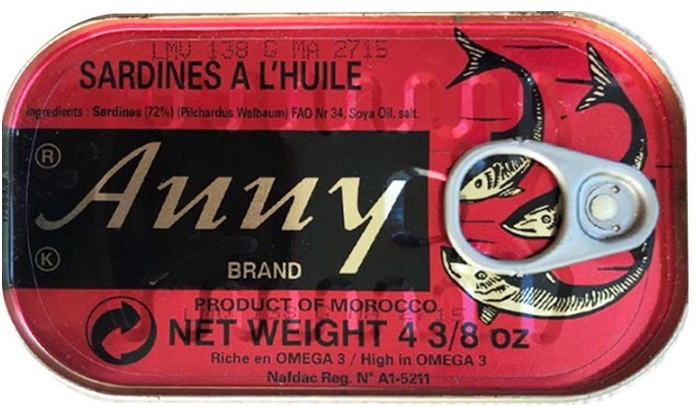 LMV 138 G MA 2715
SARDINES A L'HUILE
Ingredients : Sardines (72%) (Pilchardus Walbaum) FAO Nr 34, Soya Oil, salt.
®
Anny
Ⓚ
BRAND
PRODUCT OF MOROCCO
NET WEIGHT 4 3/8 oz
Riche en OMEGA 3 / High in OMEGA 3
Nafdac Reg. N° A1-5211